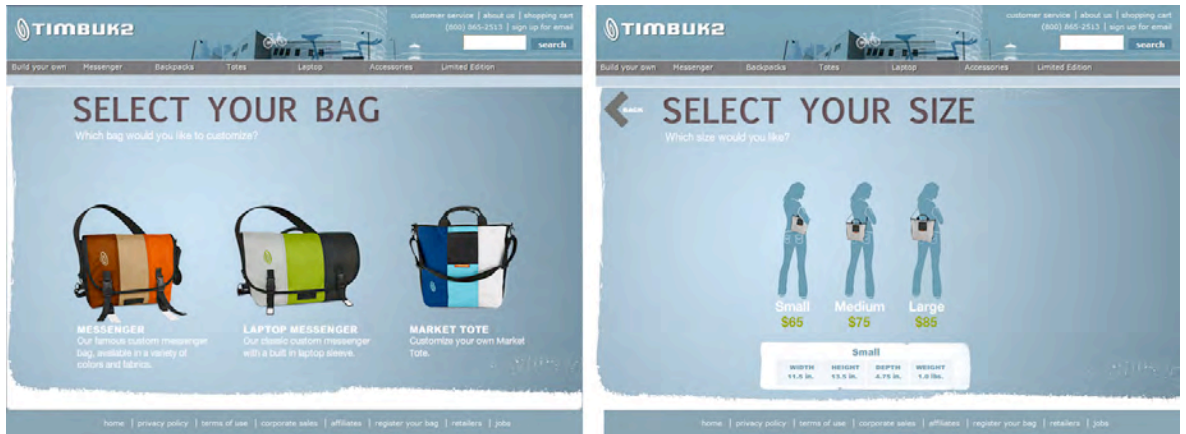 TIMBUK2
customer service | about us | shopping cart
(800) 865-2513 | sign up for email
search
Build your own Messenger Backpacks Totes Laptop Accessories Limited Edition
SELECT YOUR BAG
Which bag would you like to customize?
MESSENGER
Our famous custom messenger
bag, available in a variety of
colors and fabrics.
LAPTOP MESSENGER
Our classic custom messenger
with a built in laptop sleeve.
MARKET TOTE
Customize your own Market
Tote.
home | privacy policy | terms of use | corporate sales | affiliates | register your bag | retailers | jobs
TIMBUK2
customer service | about us | shopping cart
(800) 865-2513 | sign up for email
search
Build your own Messenger Backpacks Totes Laptop Accessories Limited Edition
BACK
SELECT YOUR SIZE
Which size would you like?
Small Medium Large
$65 $75 $85
Small
WIDTH HEIGHT DEPTH WEIGHT
11.5 in. 13.5 in. 4.75 in. 1.0 lbs.
home | privacy policy | terms of use | corporate sales | affiliates | register your bag | retailers | jobs